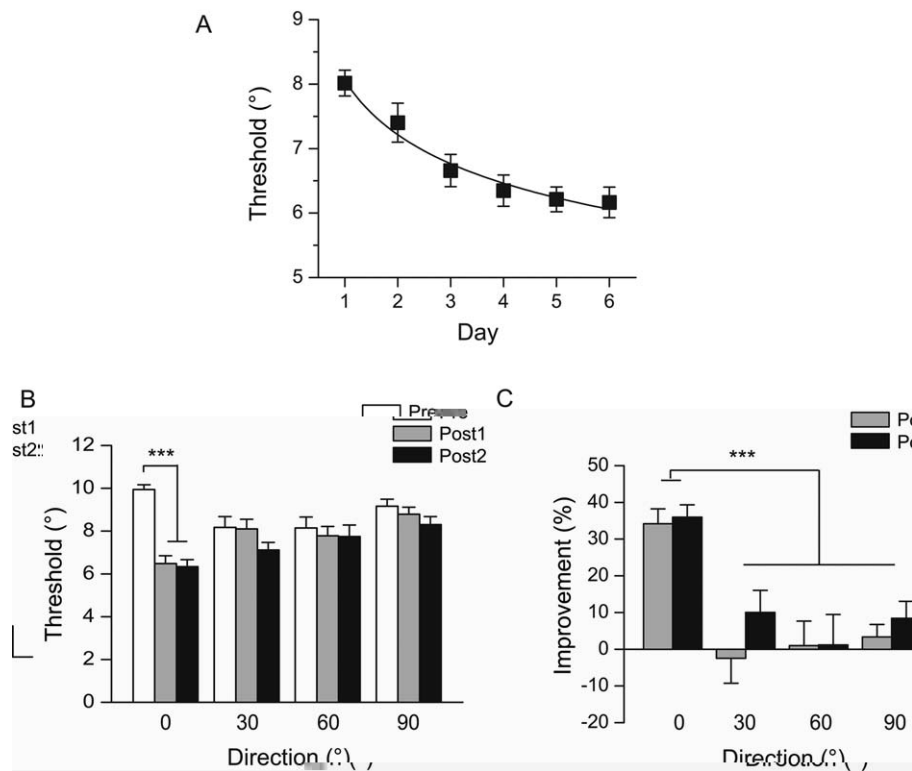 A
9
8
7
6
5
Threshold (°)
1 2 3 4 5 6
Day
B
st1
Post1
Post2
***
12
10
8
6
4
2
0
Threshold (°)
0 30 60 90
Direction (°)
C
***
50
40
30
20
10
0
-10
-20
Improvement (%)
0 30 60 90
Direction (°)